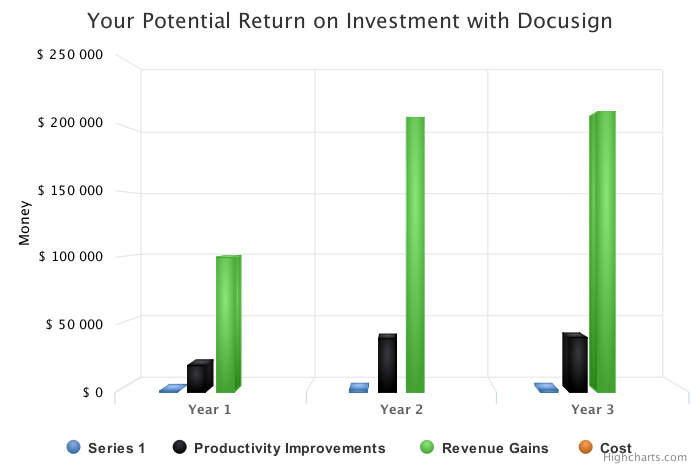 Your Potential Return on Investment with Docusign
$ 250 000
$ 200 000
$ 150 000
$ 100 000
$ 50 000
$ 0
Money
Year 1
Year 2
Year 3
Series 1
Productivity Improvements
Revenue Gains
Cost
Highcharts.com